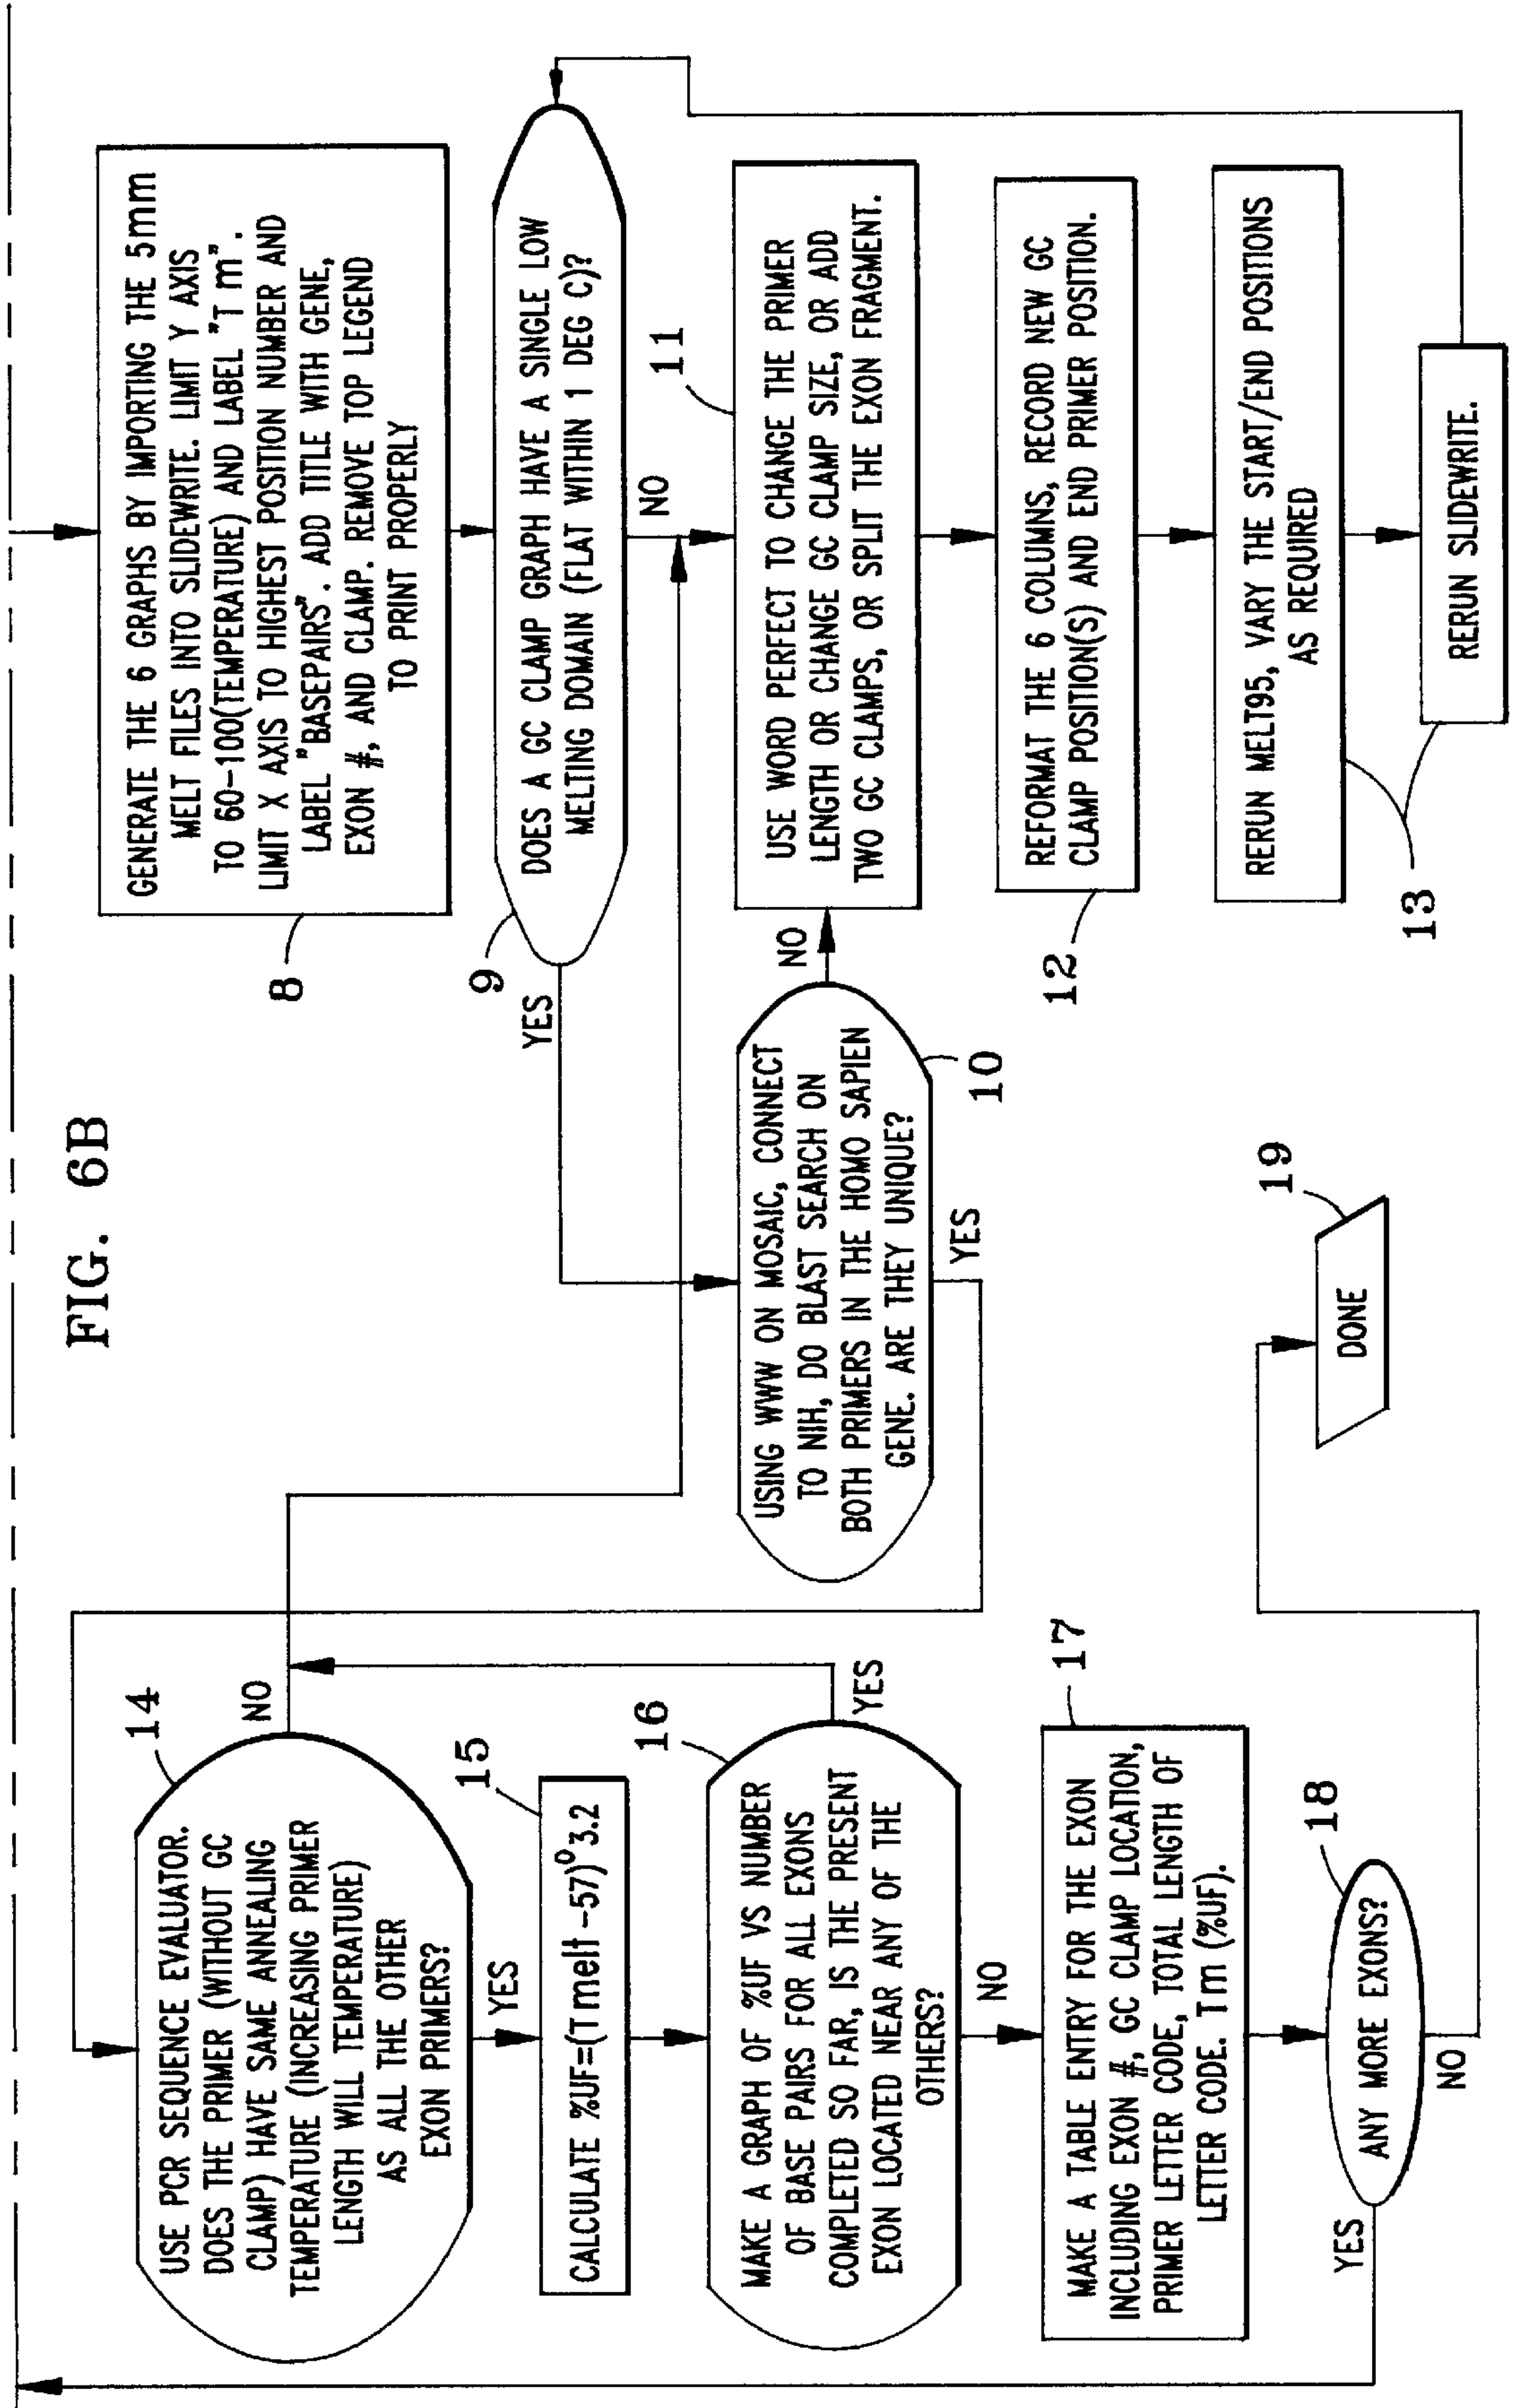 FIG. 6B
GENERATE THE 6 GRAPHS BY IMPORTING THE 5mm
MELT FILES INTO SLIDEWRITE. LIMIT Y AXIS
TO 60-100(TEMPERATURE) AND LABEL "T m".
LIMIT X AXIS TO HIGHEST POSITION NUMBER AND
LABEL "BASEPAIRS". ADD TITLE WITH GENE,
EXON #, AND CLAMP. REMOVE TOP LEGEND
TO PRINT PROPERLY
8
DOES A GC CLAMP GRAPH HAVE A SINGLE LOW
MELTING DOMAIN (FLAT WITHIN 1 DEG C)?
9
YES
NO
USING WWW ON MOSAIC, CONNECT
TO NIH, DO BLAST SEARCH ON
BOTH PRIMERS IN THE HOMO SAPIEN
GENE. ARE THEY UNIQUE?
10
NO
YES
USE WORD PERFECT TO CHANGE THE PRIMER
LENGTH OR CHANGE GC CLAMP SIZE, OR ADD
TWO GC CLAMPS, OR SPLIT THE EXON FRAGMENT.
11
REFORMAT THE 6 COLUMNS, RECORD NEW GC
CLAMP POSITION(S) AND END PRIMER POSITION.
12
RERUN MELT95, VARY THE START/END POSITIONS
AS REQUIRED
13
RERUN SLIDEWRITE.
USE PCR SEQUENCE EVALUATOR.
DOES THE PRIMER (WITHOUT GC
CLAMP) HAVE SAME ANNEALING
TEMPERATURE (INCREASING PRIMER
LENGTH WILL TEMPERATURE)
AS ALL THE OTHER
EXON PRIMERS?
14
NO
YES
CALCULATE %UF=(Tmelt-57)º3.2
15
MAKE A GRAPH OF %UF VS NUMBER
OF BASE PAIRS FOR ALL EXONS
COMPLETED SO FAR, IS THE PRESENT
EXON LOCATED NEAR ANY OF THE
OTHERS?
16
YES
NO
MAKE A TABLE ENTRY FOR THE EXON
INCLUDING EXON #, GC CLAMP LOCATION,
PRIMER LETTER CODE, TOTAL LENGTH OF
LETTER CODE. Tm (%UF).
17
ANY MORE EXONS?
18
YES
NO
DONE
19